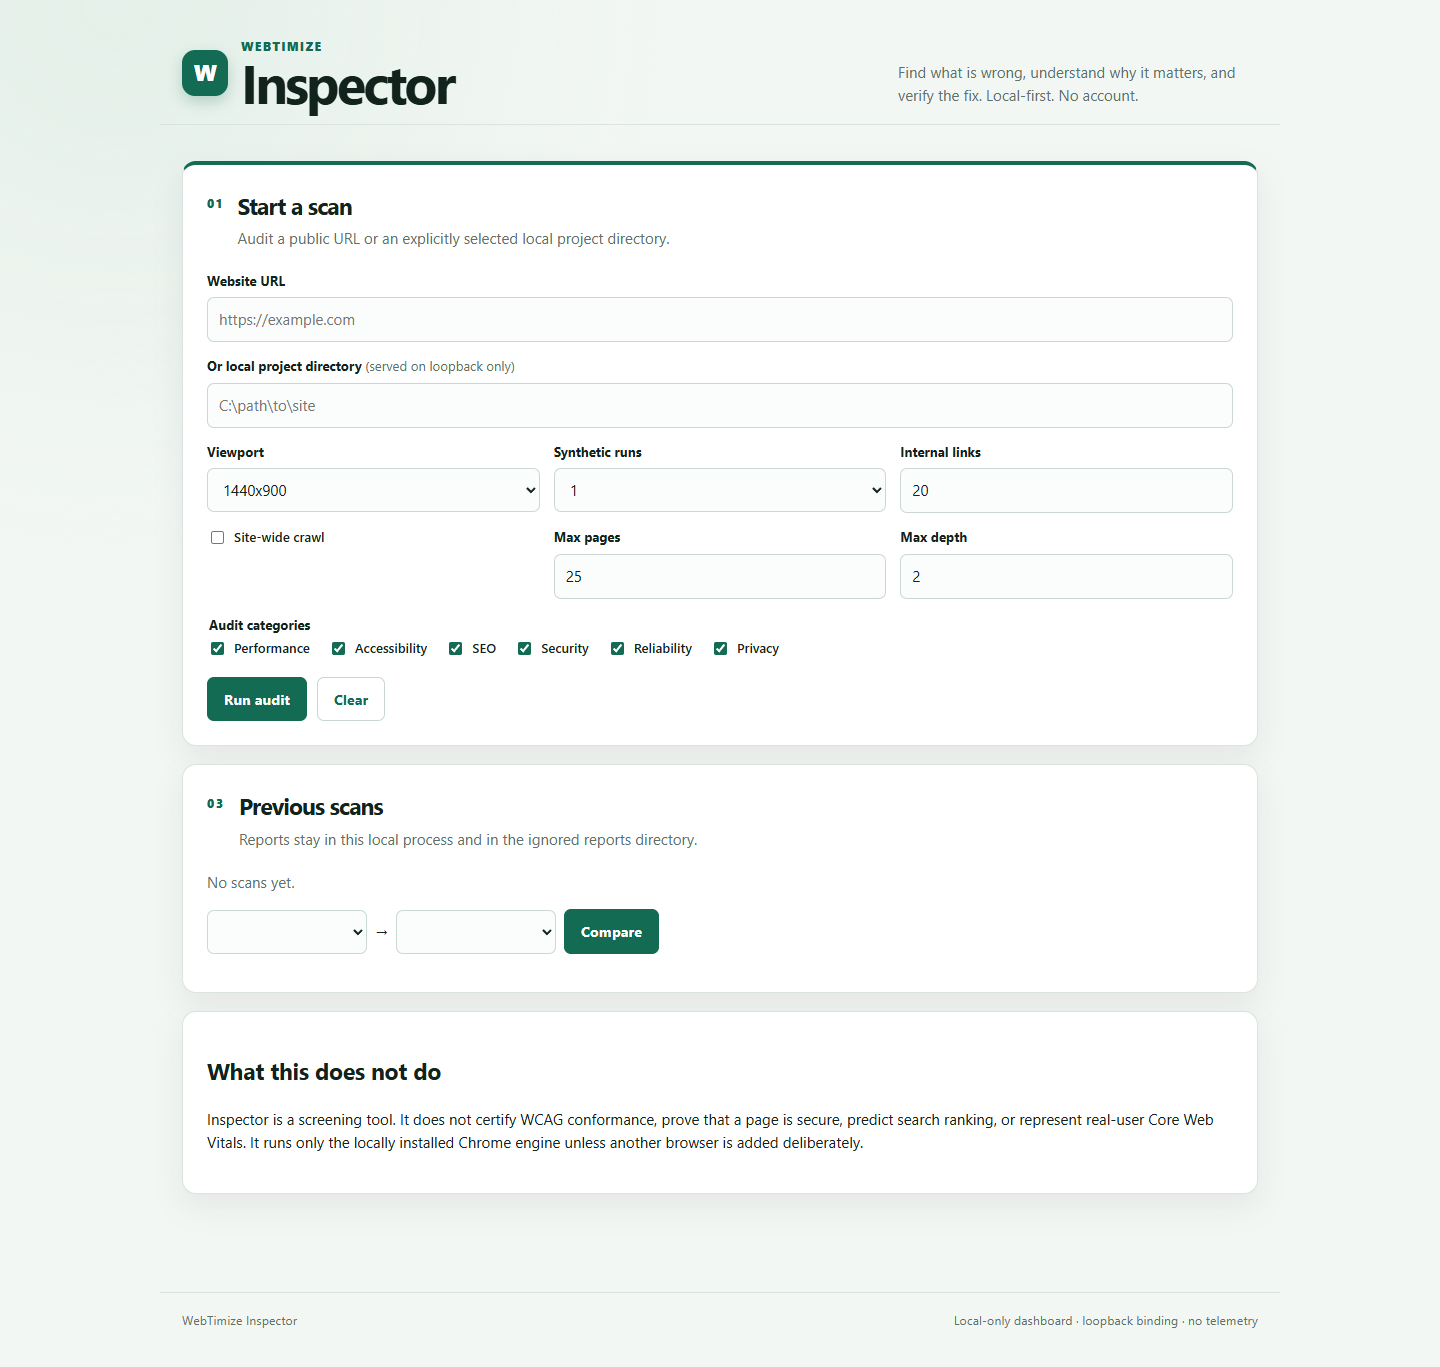 W
WEBTIMIZE
Inspector
Find what is wrong, understand why it matters, and
verify the fix. Local-first. No account.
01 Start a scan
Audit a public URL or an explicitly selected local project directory.
Website URL
https://example.com
Or local project directory (served on loopback only)
C:\path\to\site
Viewport Synthetic runs Internal links
1440x900 1 20
Site-wide crawl Max pages Max depth
25 2
Audit categories
Performance Accessibility SEO Security Reliability Privacy
Run audit Clear
03 Previous scans
Reports stay in this local process and in the ignored reports directory.
No scans yet.
→ Compare
What this does not do
Inspector is a screening tool. It does not certify WCAG conformance, prove that a page is secure, predict search ranking, or represent real-user Core Web
Vitals. It runs only the locally installed Chrome engine unless another browser is added deliberately.
WebTimize Inspector Local-only dashboard · loopback binding · no telemetry